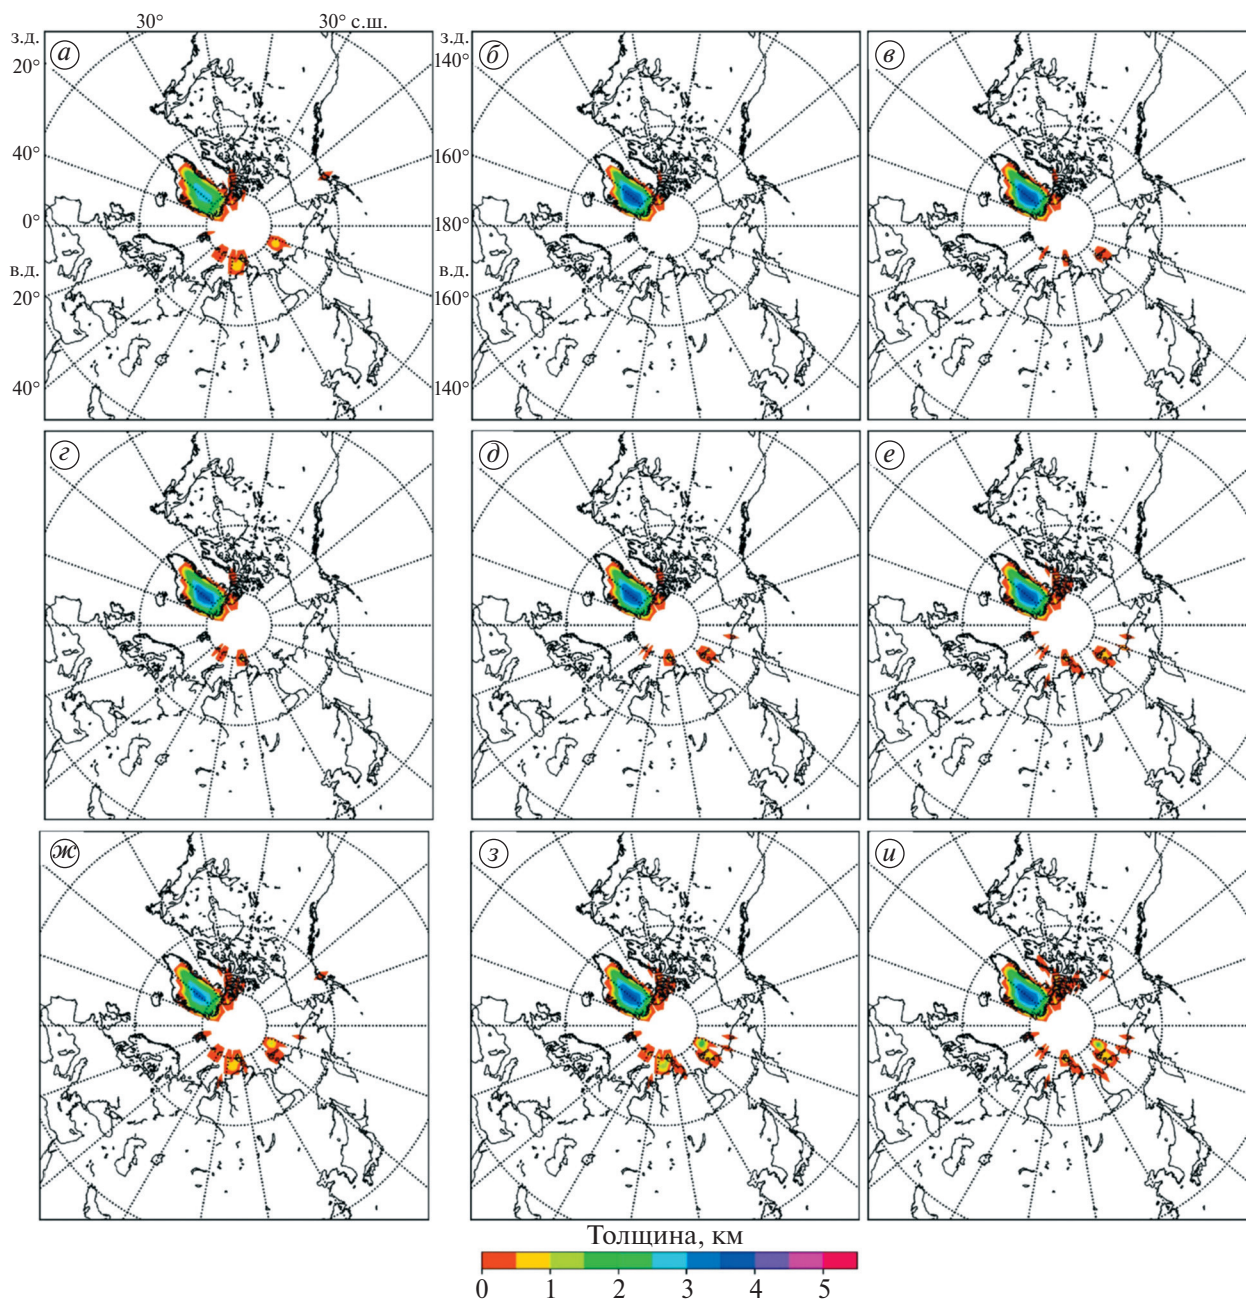 30° 30° с.ш.
з.д. з.д.
а б в
20° 140°
40° 160°
0° 180°
в.д. в.д.
20° 160°
40° 140°
г д е
ж з и
Толщина, км
0 1 2 3 4 5